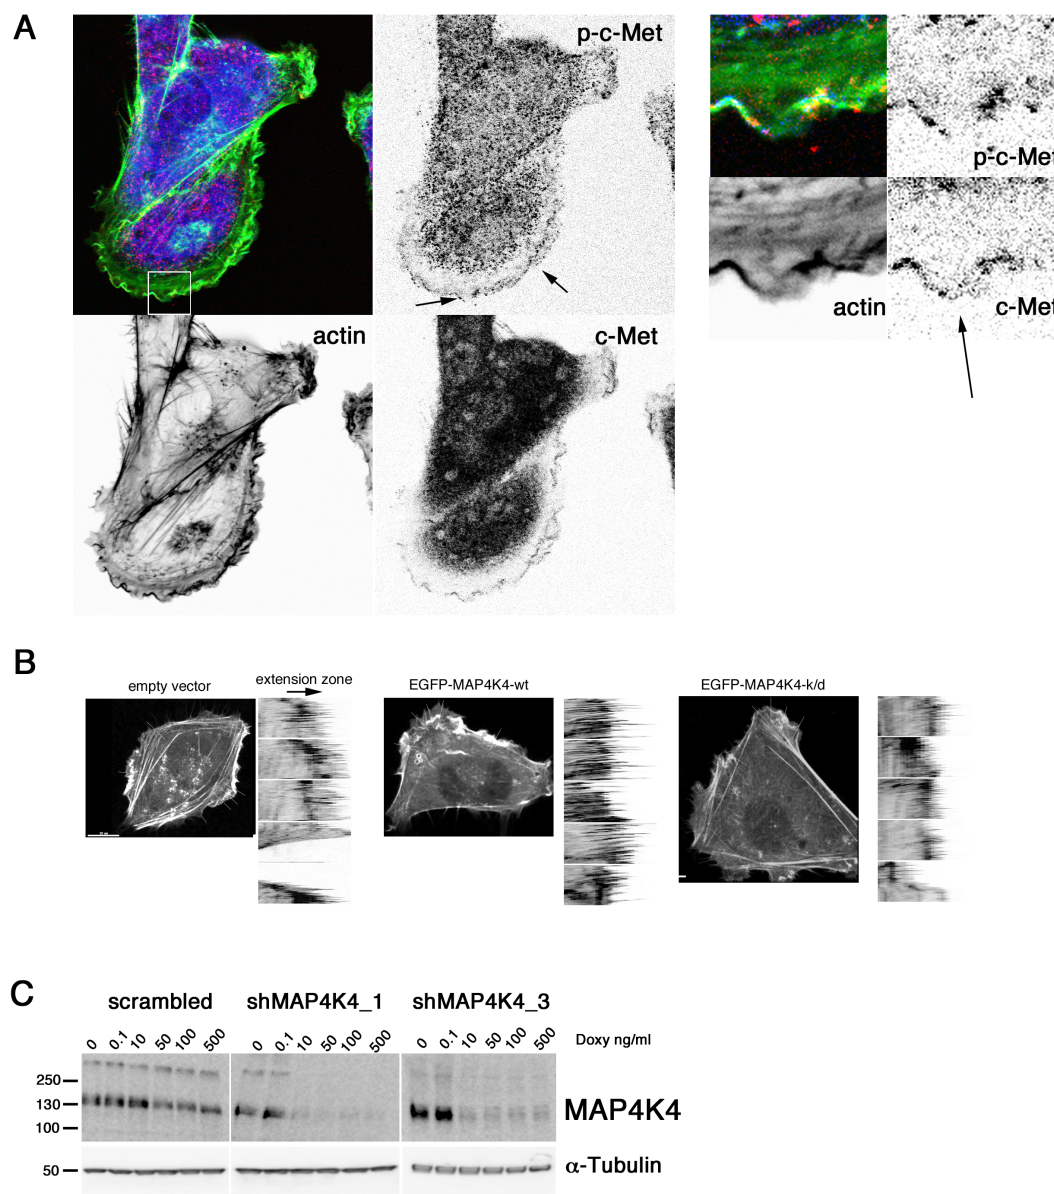 A
p-c-Met
p-c-Met
actin
c-Met
actin
c-Met
B
empty vector
extension zone
EGFP-MAP4K4-wt
EGFP-MAP4K4-k/d
C
scrambled shMAP4K4_1 shMAP4K4_3
0 0.1 10 50 100 500 0 0.1 10 50 100 500 0 0.1 10 50 100 500 Doxy ng/ml
250
130
100
MAP4K4
50
α-Tubulin